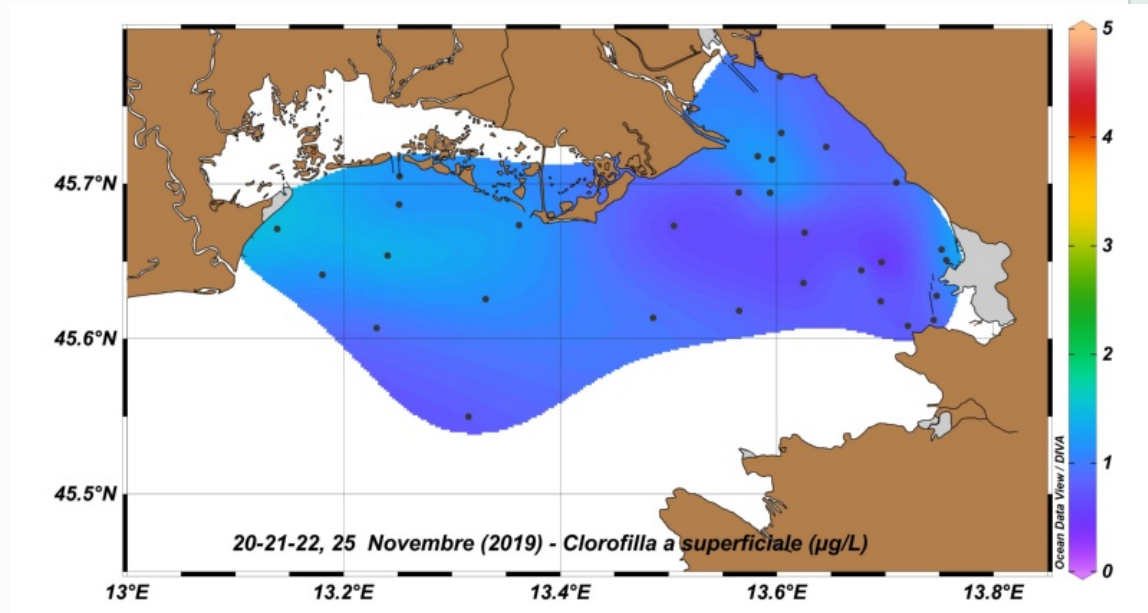 5
4
45.7°N
3
2
45.6°N
1
45.5°N
Ocean Data View / DIVA
20-21-22, 25 Novembre (2019) - Clorofilla a superficiale (µg/L)
0
13°E 13.2°E 13.4°E 13.6°E 13.8°E